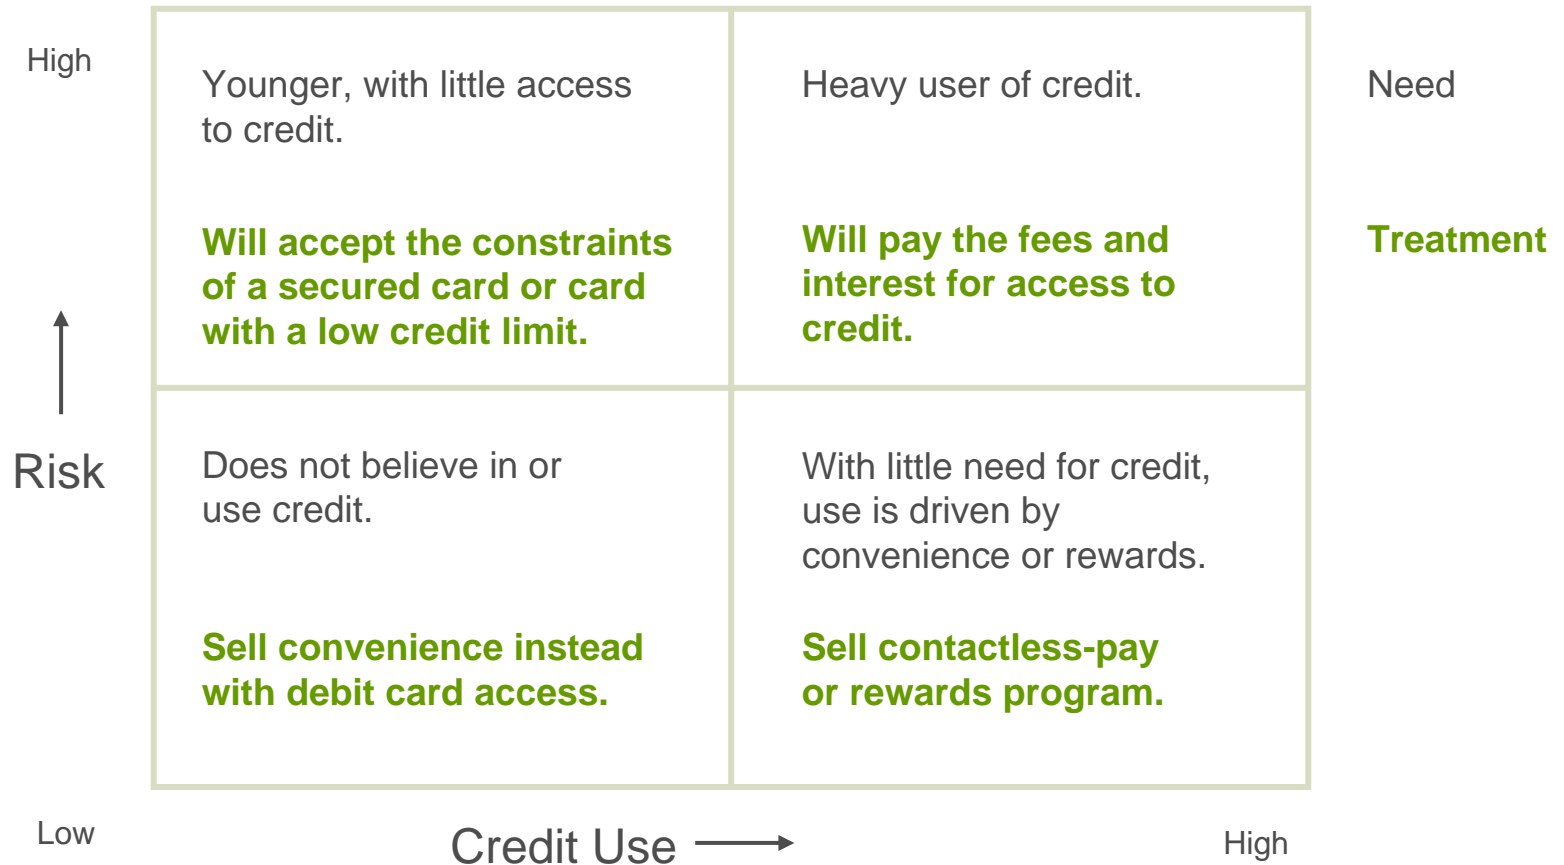 High
Younger, with little access
to credit.
Will accept the constraints
of a secured card or card
with a low credit limit.
Heavy user of credit.
Will pay the fees and
interest for access to
credit.
Need
Treatment
Risk
Does not believe in or
use credit.
Sell convenience instead
with debit card access.
With little need for credit,
use is driven by
convenience or rewards.
Sell contactless-pay
or rewards program.
Low
Credit Use
High